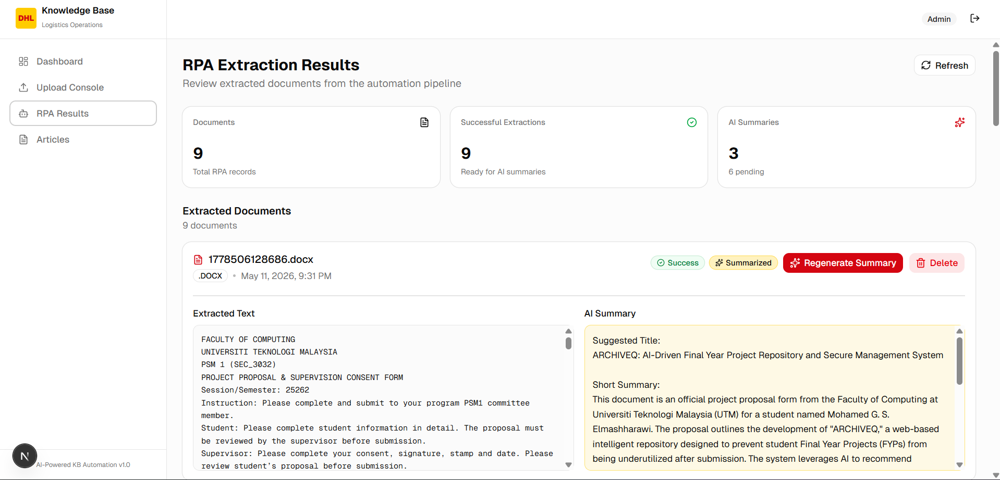 DHL
Knowledge Base
Logistics Operations
Admin
Dashboard
Upload Console
RPA Results
Articles
RPA Extraction Results
Review extracted documents from the automation pipeline
Refresh
Documents
9
Total RPA records
Successful Extractions
9
Ready for AI summaries
AI Summaries
3
6 pending
Extracted Documents
9 documents
1778506128686.docx
.DOCX • May 11, 2026, 9:31 PM
Success
Summarized
Regenerate Summary
Delete
Extracted Text
FACULTY OF COMPUTING
UNIVERSITI TEKNOLOGI MALAYSIA
PSM 1 (SEC_3032)
PROJECT PROPOSAL & SUPERVISION CONSENT FORM
Session/Semester: 25262
Instruction: Please complete and submit to your program PSM1 committee
member.
Student: Please complete student information in detail. The proposal must
be reviewed by the supervisor before submission.
Supervisor: Please complete your consent, signature, stamp and date. Please
review student’s proposal before submission.
AI Summary
Suggested Title:
ARCHIVEQ: AI-Driven Final Year Project Repository and Secure Management System
Short Summary:
This document is an official project proposal form from the Faculty of Computing at
Universiti Teknologi Malaysia (UTM) for a student named Mohamed G. S.
Elmashharawi. The proposal outlines the development of "ARCHIVEQ," a web-based
intelligent repository designed to prevent student Final Year Projects (FYPs) from
being underutilized after submission. The system leverages AI to recommend
N
AI-Powered KB Automation v1.0